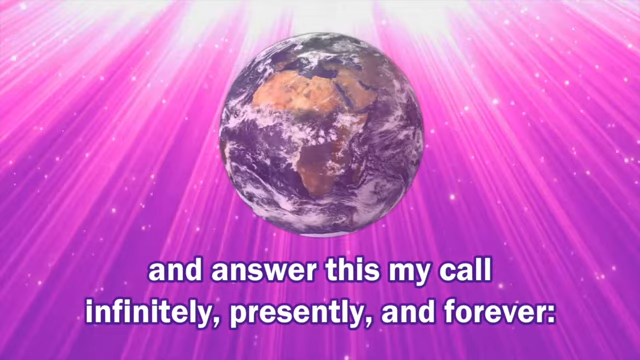 and answer this my call
infinitely, presently, and forever: